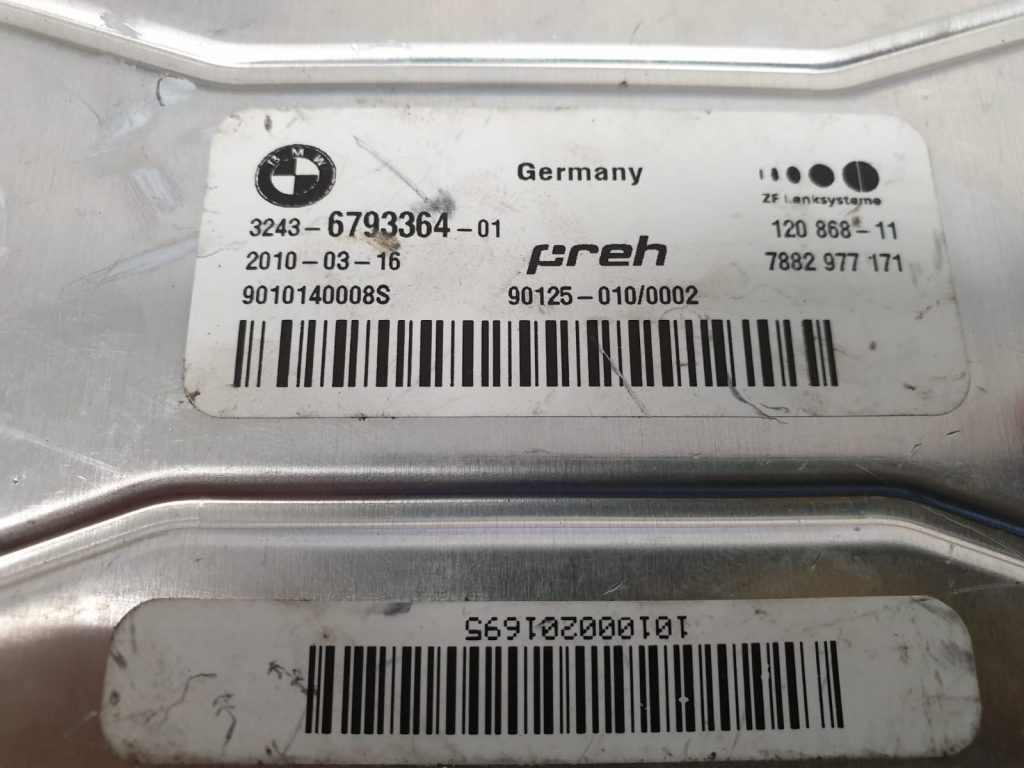 BMW
Germany
ZF Lenksysteme
3243-6793364-01
120 868-11
2010-03-16
preh
7882 977 171
9010140008S
90125-010/0002
101000201695